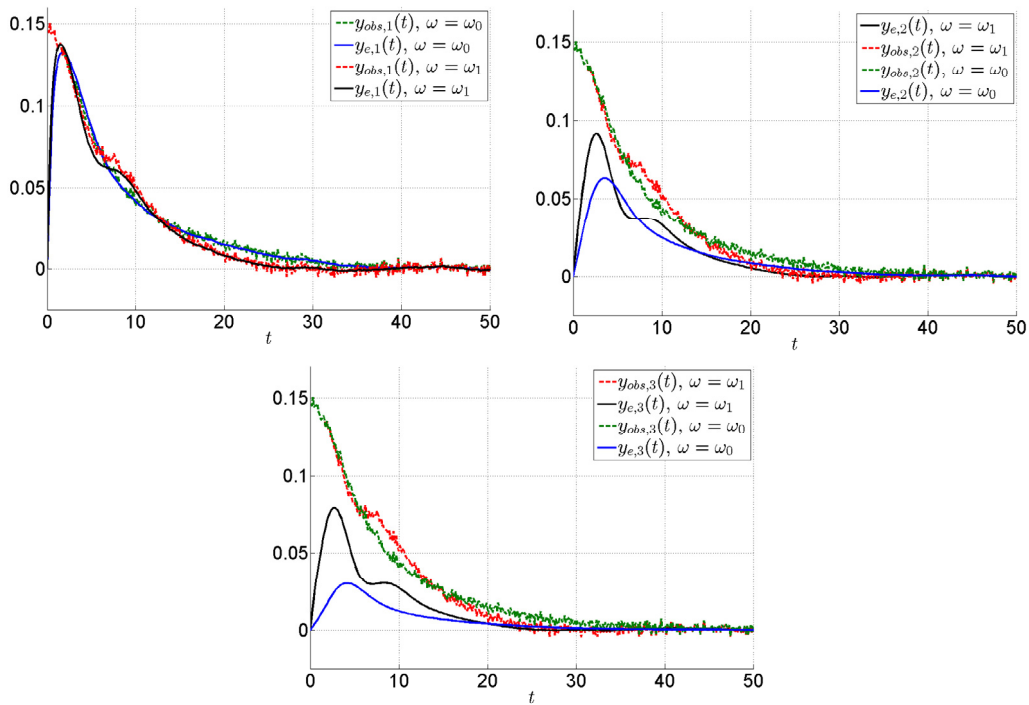 0.15
0.1
0.05
0
0 10 20 30 40 50
t
y_{obs,1}(t), ω = ω_0
y_{e,1}(t), ω = ω_0
y_{obs,1}(t), ω = ω_1
y_{e,1}(t), ω = ω_1
0.15
0.1
0.05
0
0 10 20 30 40 50
t
y_{e,2}(t), ω = ω_1
y_{obs,2}(t), ω = ω_1
y_{obs,2}(t), ω = ω_0
y_{e,2}(t), ω = ω_0
0.15
0.1
0.05
0
0 10 20 30 40 50
t
y_{obs,3}(t), ω = ω_1
y_{e,3}(t), ω = ω_1
y_{obs,3}(t), ω = ω_0
y_{e,3}(t), ω = ω_0